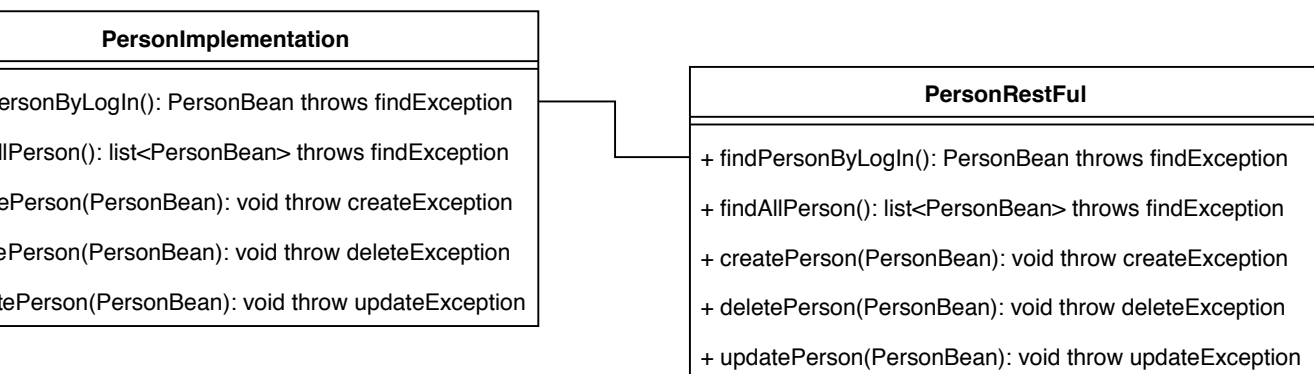 PersonImplementation
ersonByLogIn(): PersonBean throws findException
llPerson(): list<PersonBean> throws findException
ePerson(PersonBean): void throw createException
ePerson(PersonBean): void throw deleteException
tePerson(PersonBean): void throw updateException
PersonRestFul
+ findPersonByLogIn(): PersonBean throws findException
+ findAllPerson(): list<PersonBean> throws findException
+ createPerson(PersonBean): void throw createException
+ deletePerson(PersonBean): void throw deleteException
+ updatePerson(PersonBean): void throw updateException